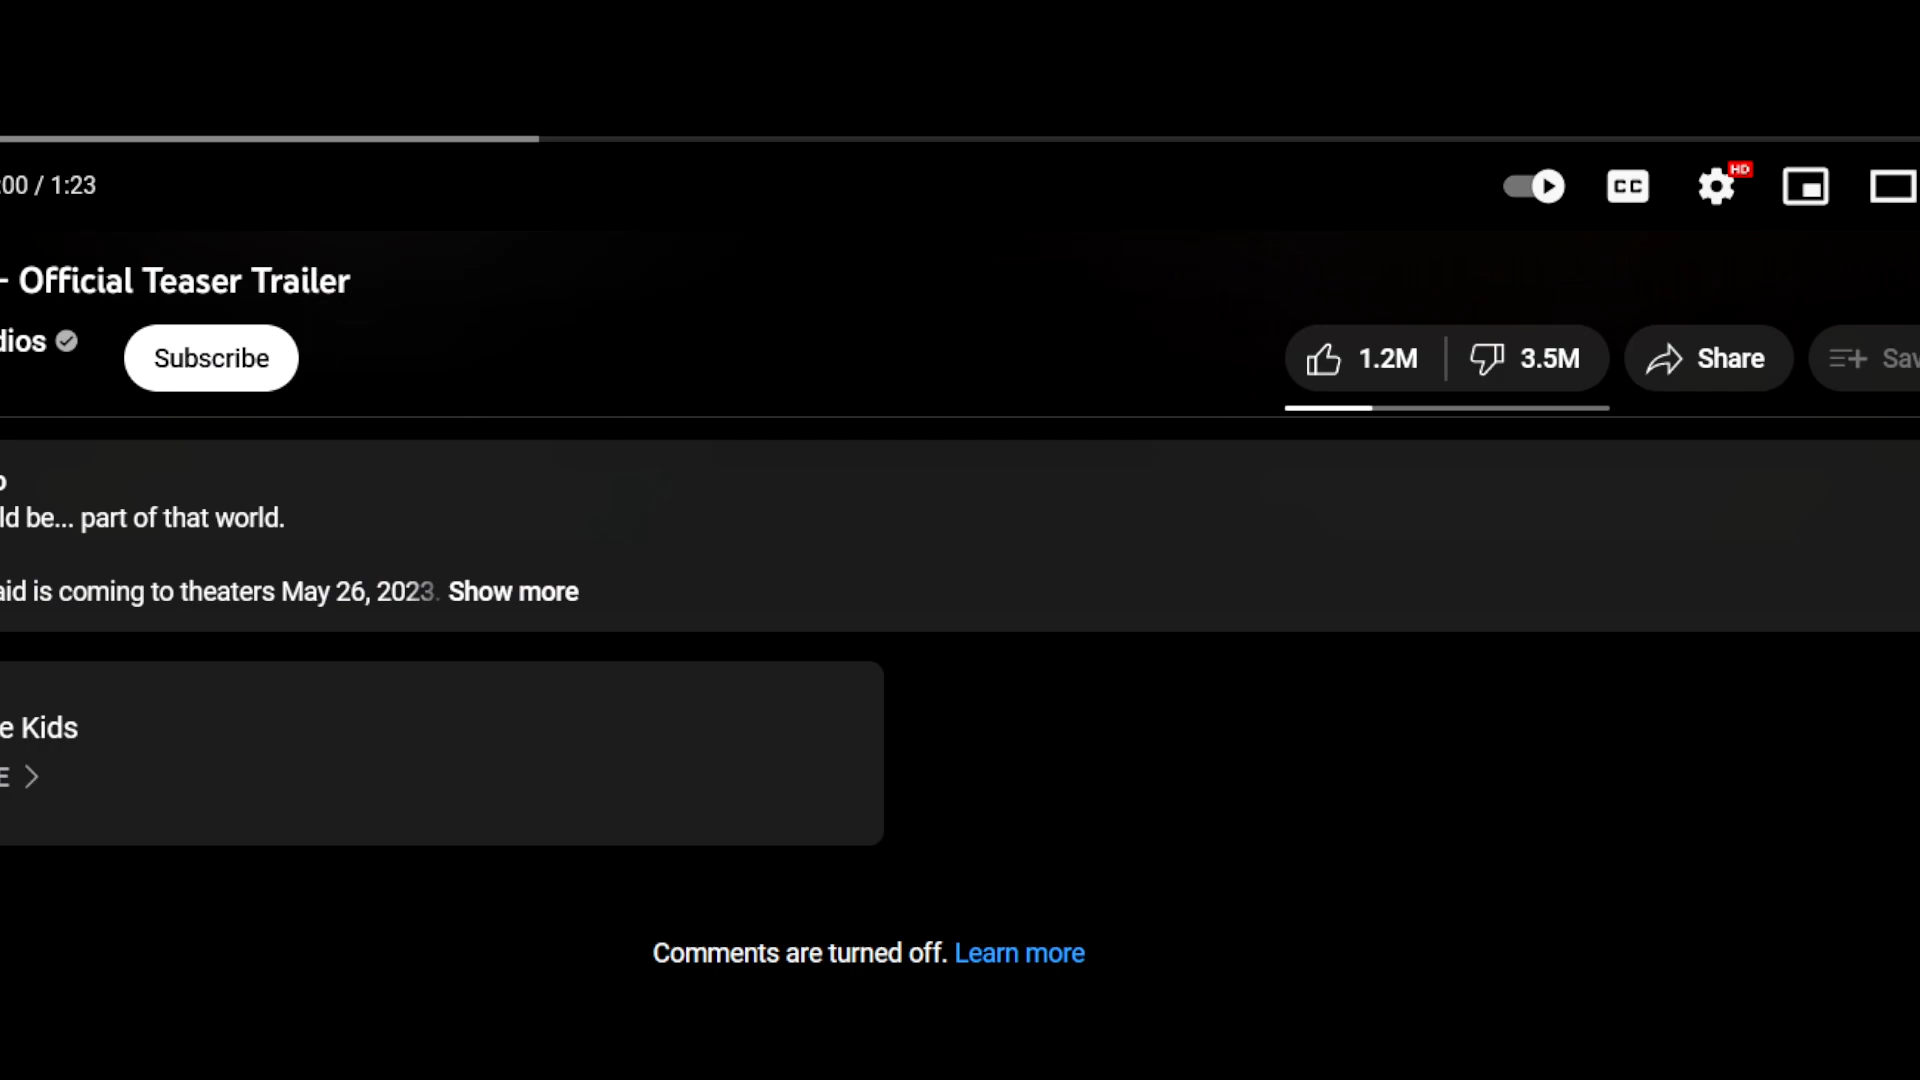 :00 / 1:23
CC
HD
- Official Teaser Trailer
dios
Subscribe
1.2M
3.5M
Share
Sav
o
ld be... part of that world.
aid is coming to theaters May 26, 2023. Show more
e Kids
E
Comments are turned off. Learn more